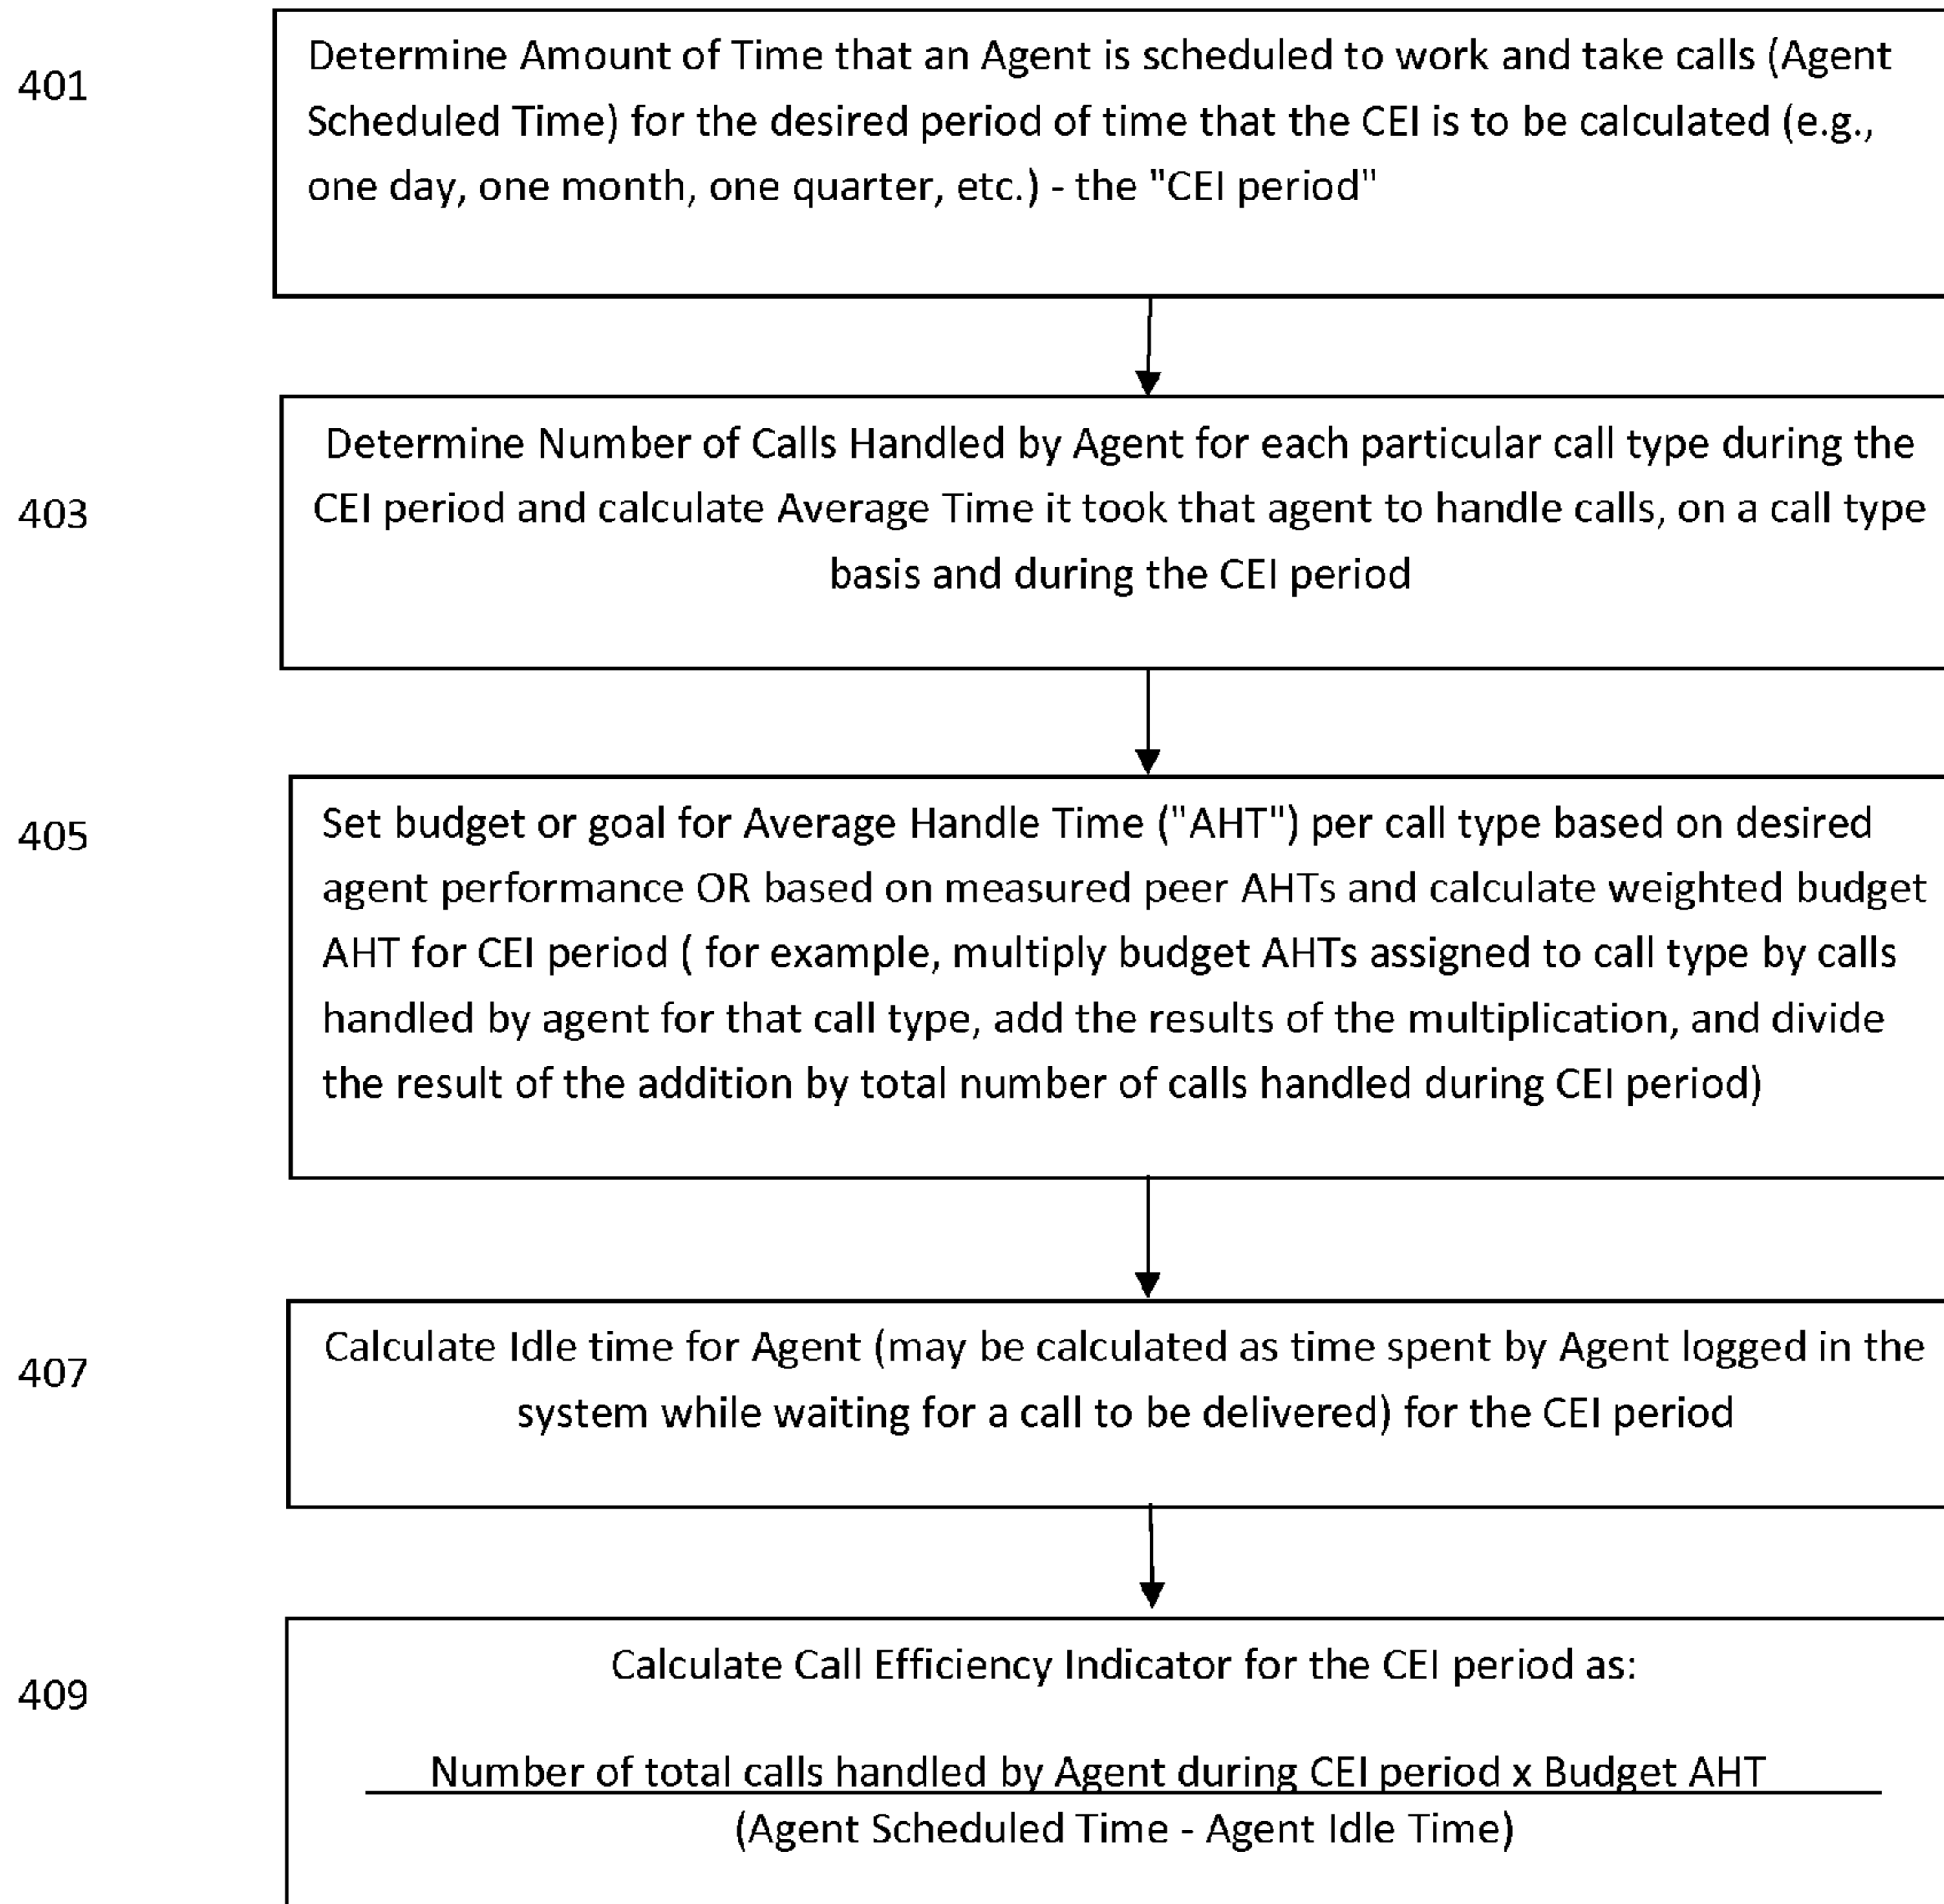 401
Determine Amount of Time that an Agent is scheduled to work and take calls (Agent
Scheduled Time) for the desired period of time that the CEI is to be calculated (e.g.,
one day, one month, one quarter, etc.) - the "CEI period"
403
Determine Number of Calls Handled by Agent for each particular call type during the
CEI period and calculate Average Time it took that agent to handle calls, on a call type
basis and during the CEI period
405
Set budget or goal for Average Handle Time ("AHT") per call type based on desired
agent performance OR based on measured peer AHTs and calculate weighted budget
AHT for CEI period ( for example, multiply budget AHTs assigned to call type by calls
handled by agent for that call type, add the results of the multiplication, and divide
the result of the addition by total number of calls handled during CEI period)
407
Calculate Idle time for Agent (may be calculated as time spent by Agent logged in the
system while waiting for a call to be delivered) for the CEI period
409
Calculate Call Efficiency Indicator for the CEI period as:
Number of total calls handled by Agent during CEI period x Budget AHT
(Agent Scheduled Time - Agent Idle Time)